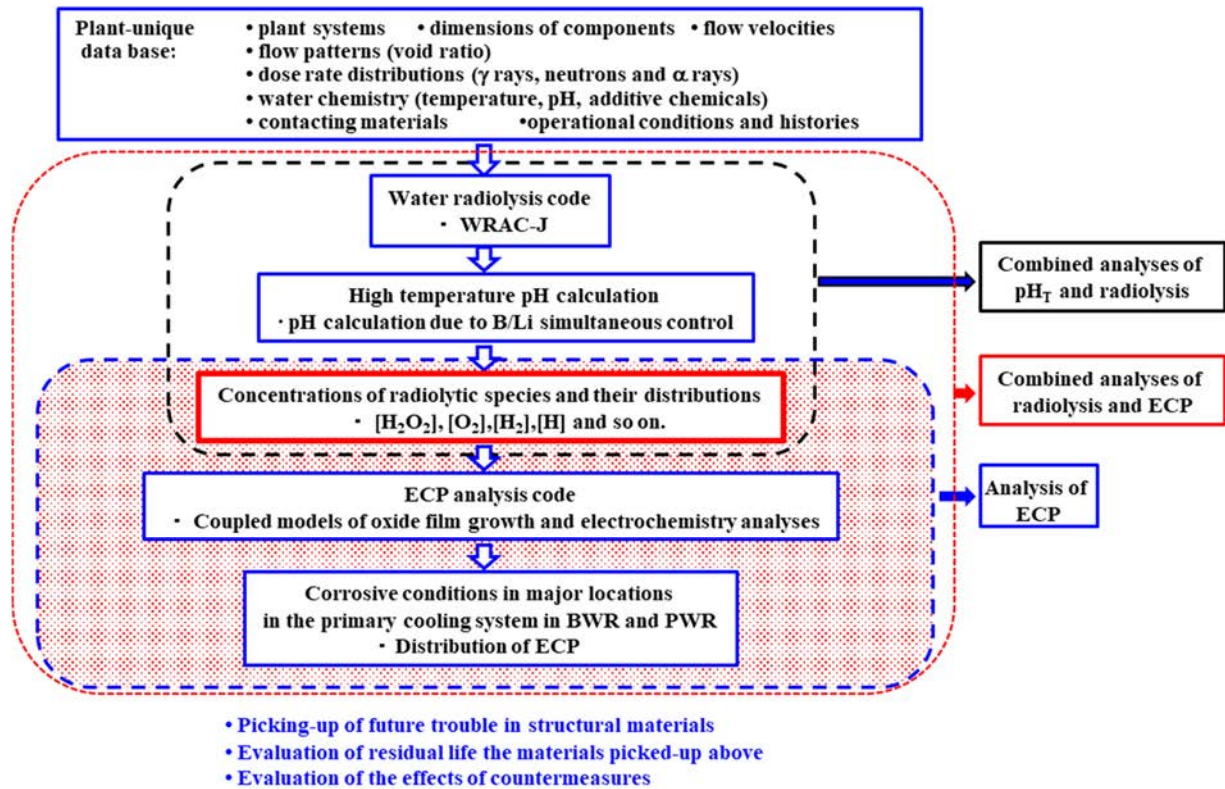 Plant-unique • plant systems • dimensions of components • flow velocities
data base: • flow patterns (void ratio)
• dose rate distributions (γ rays, neutrons and α rays)
• water chemistry (temperature, pH, additive chemicals)
• contacting materials •operational conditions and histories
Water radiolysis code
・ WRAC-J
High temperature pH calculation
・pH calculation due to B/Li simultaneous control
Concentrations of radiolytic species and their distributions
・ [H₂O₂], [O₂],[H₂],[H] and so on.
ECP analysis code
・ Coupled models of oxide film growth and electrochemistry analyses
Corrosive conditions in major locations
in the primary cooling system in BWR and PWR
・ Distribution of ECP
Combined analyses of
pH_T and radiolysis
Combined analyses of
radiolysis and ECP
Analysis of
ECP
• Picking-up of future trouble in structural materials
• Evaluation of residual life the materials picked-up above
• Evaluation of the effects of countermeasures